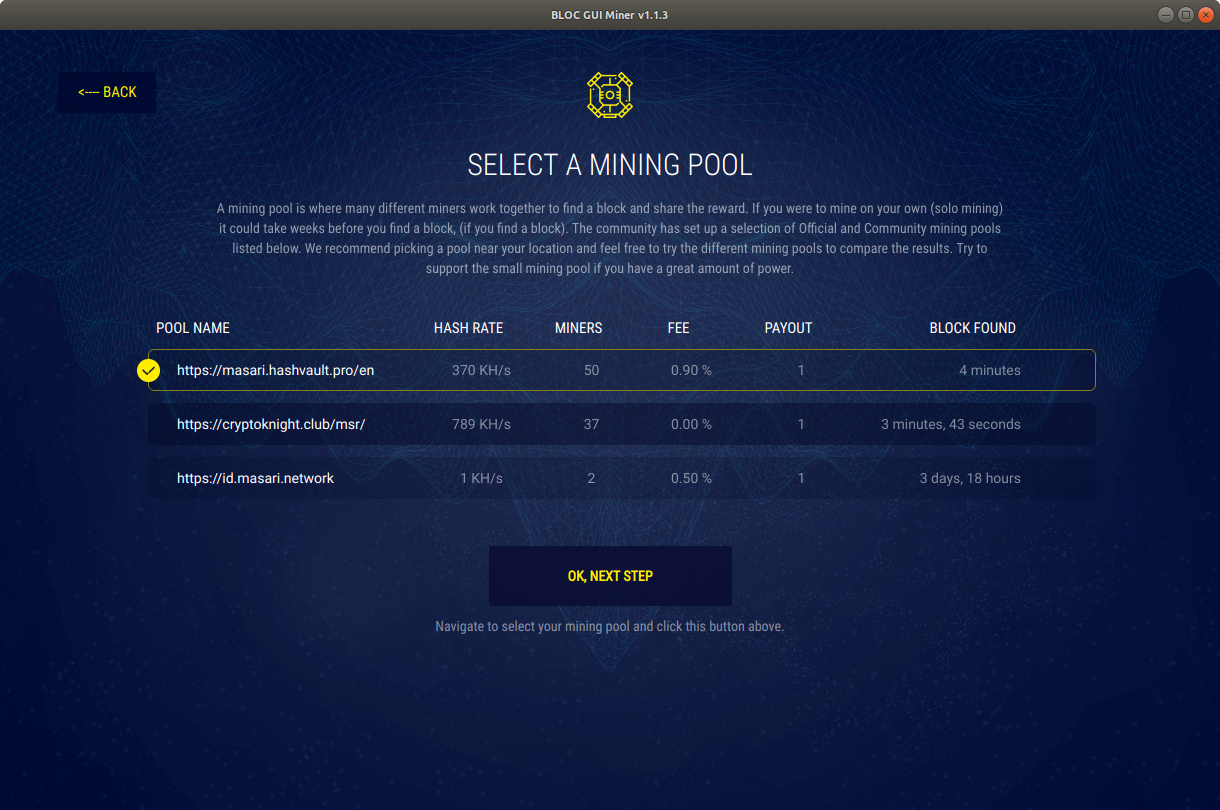 BLOC GUI Miner v1.1.3
<---- BACK
SELECT A MINING POOL
A mining pool is where many different miners work together to find a block and share the reward. If you were to mine on your own (solo mining)
it could take weeks before you find a block, (if you find a block). The community has set up a selection of Official and Community mining pools
listed below. We recommend picking a pool near your location and feel free to try the different mining pools to compare the results. Try to
support the small mining pool if you have a great amount of power.
POOL NAME HASH RATE MINERS FEE PAYOUT BLOCK FOUND
https://masari.hashvault.pro/en 370 KH/s 50 0.90 % 1 4 minutes
https://cryptoknight.club/msr/ 789 KH/s 37 0.00 % 1 3 minutes, 43 seconds
https://id.masari.network 1 KH/s 2 0.50 % 1 3 days, 18 hours
OK, NEXT STEP
Navigate to select your mining pool and click this button above.